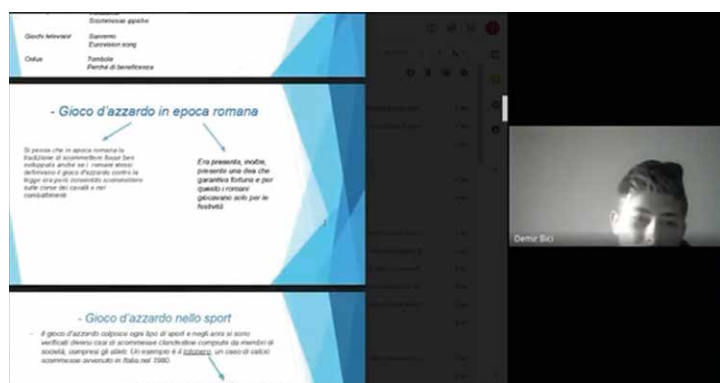 Scommesse ippiche
Giochi televisivi
Sanremo
Eurovision song
Onlus
Tombole
Perché di beneficenza
- Gioco d'azzardo in epoca romana
Si pensa che in epoca romana la
tradizione di scommettere fosse ben
sviluppata anche se i romani stessi
definivano il gioco d'azzardo contro la
legge era però consentito scommettere
sulle corse dei cavalli e nei
combattimenti
Era presente, inoltre,
presente una dea che
garantiva fortuna e per
questo i romani
giocavano solo per le
festività
- Gioco d'azzardo nello sport
- Il gioco d'azzardo colpisce ogni tipo di sport e negli anni si sono
verificati diversi casi di scommesse clandestine compiute da membri di
società, compresi gli atleti. Un esempio è il totonero, un caso di calcio
scommesse avvenuto in Italia nel 1980.
Demir Bici